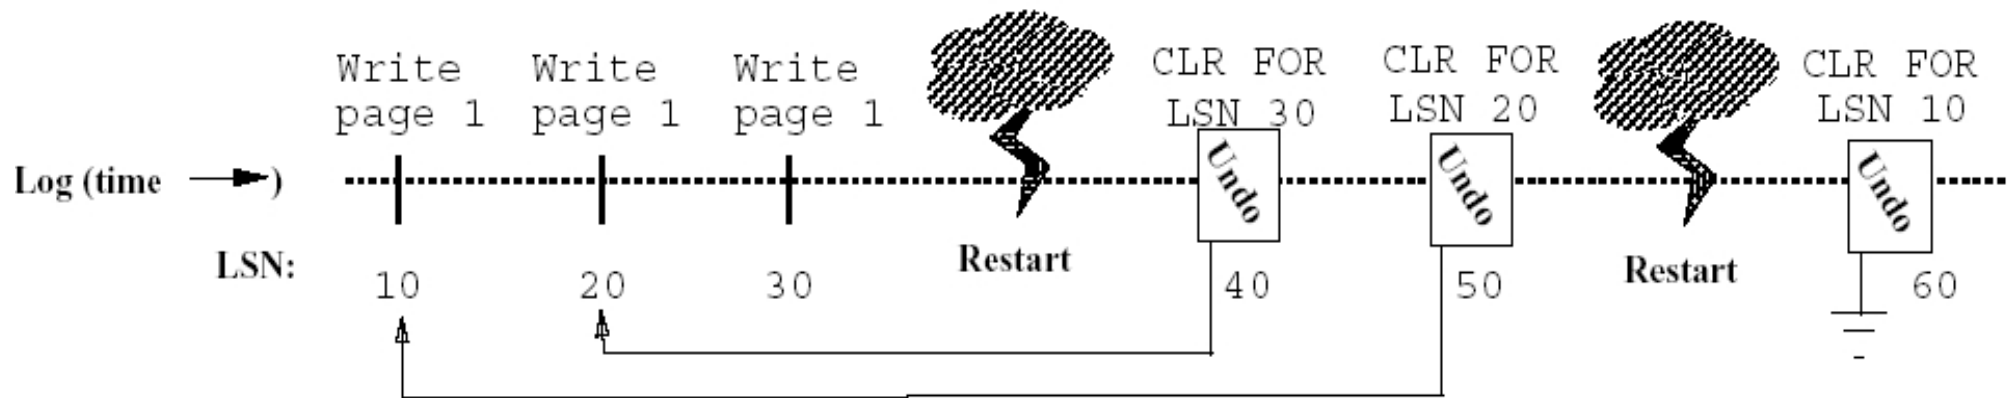 Write
page 1
Write
page 1
Write
page 1
CLR FOR
LSN 30
CLR FOR
LSN 20
CLR FOR
LSN 10
Log (time )
Undo
Undo
Undo
Restart
Restart
LSN:
10
20
30
40
50
60